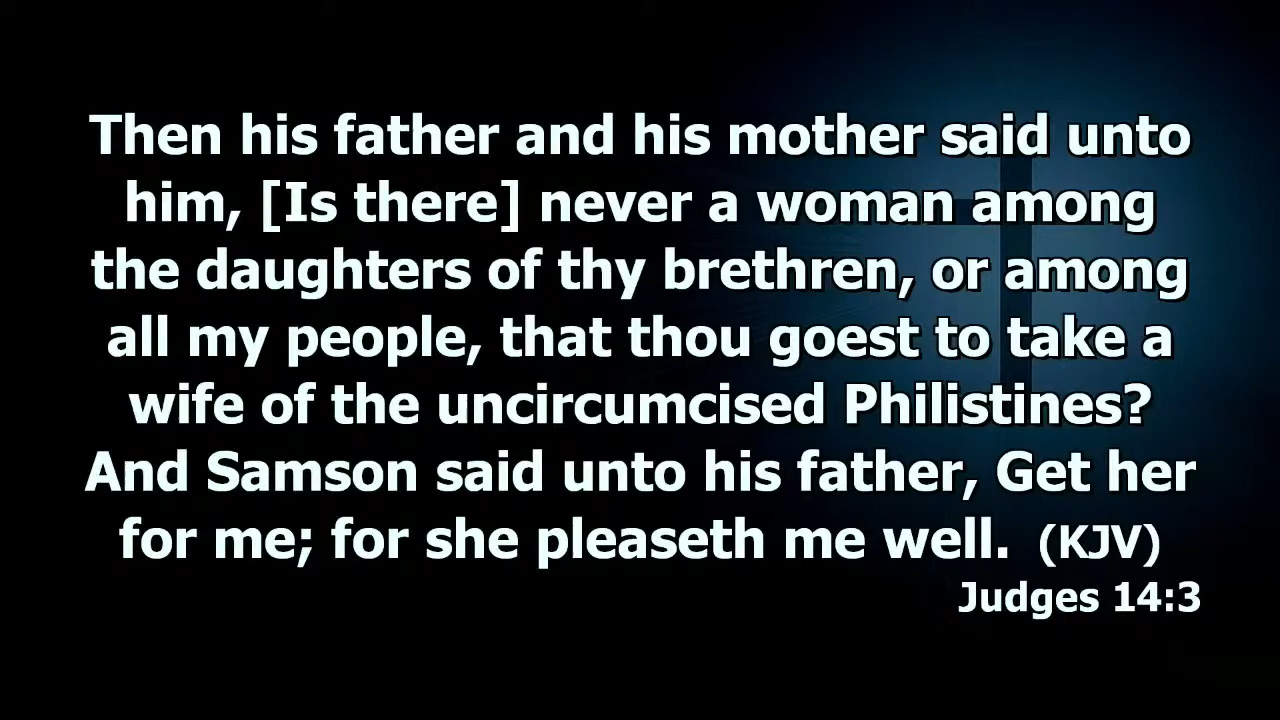 Then his father and his mother said unto
him, [Is there] never a woman among
the daughters of thy brethren, or among
all my people, that thou goest to take a
wife of the uncircumcised Philistines?
And Samson said unto his father, Get her
for me; for she pleaseth me well. (KJV)
Judges 14:3